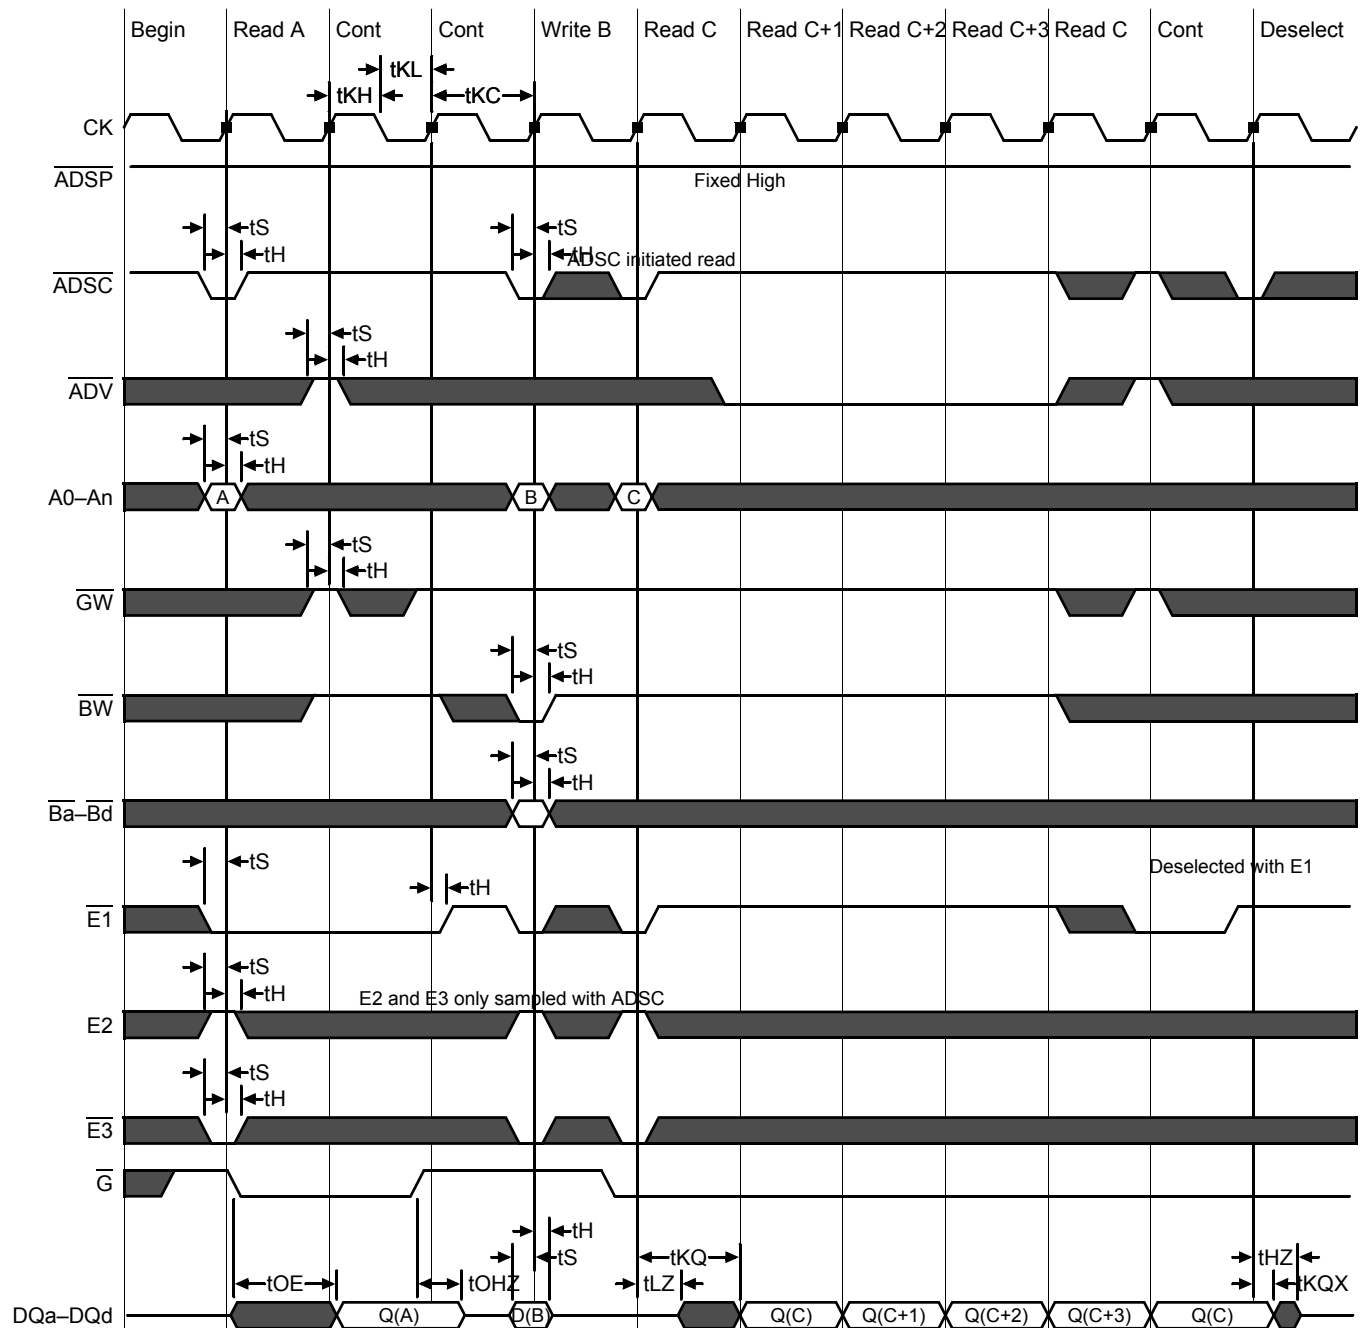 Begin Read A Cont Cont Write B Read C Read C+1 Read C+2 Read C+3 Read C Cont Deselect
tKL
tKH tKC
CK
ADSP
Fixed High
tS tS
tH tH
ADSC initiated read
ADSC
tS
tH
ADV
tS
tH
A0–An A B C
tS
tH
GW
tS
tH
BW
tS
tH
Ba–Bd
tS
Deselected with E1
tH
E1
tS
tH
E2 and E3 only sampled with ADSC
E2
tS
tH
E3
G
tH
tS tKQ tHZ
tOE tOHZ tLZ tKQX
DQa–DQd Q(A) D(B) Q(C) Q(C+1) Q(C+2) Q(C+3) Q(C)